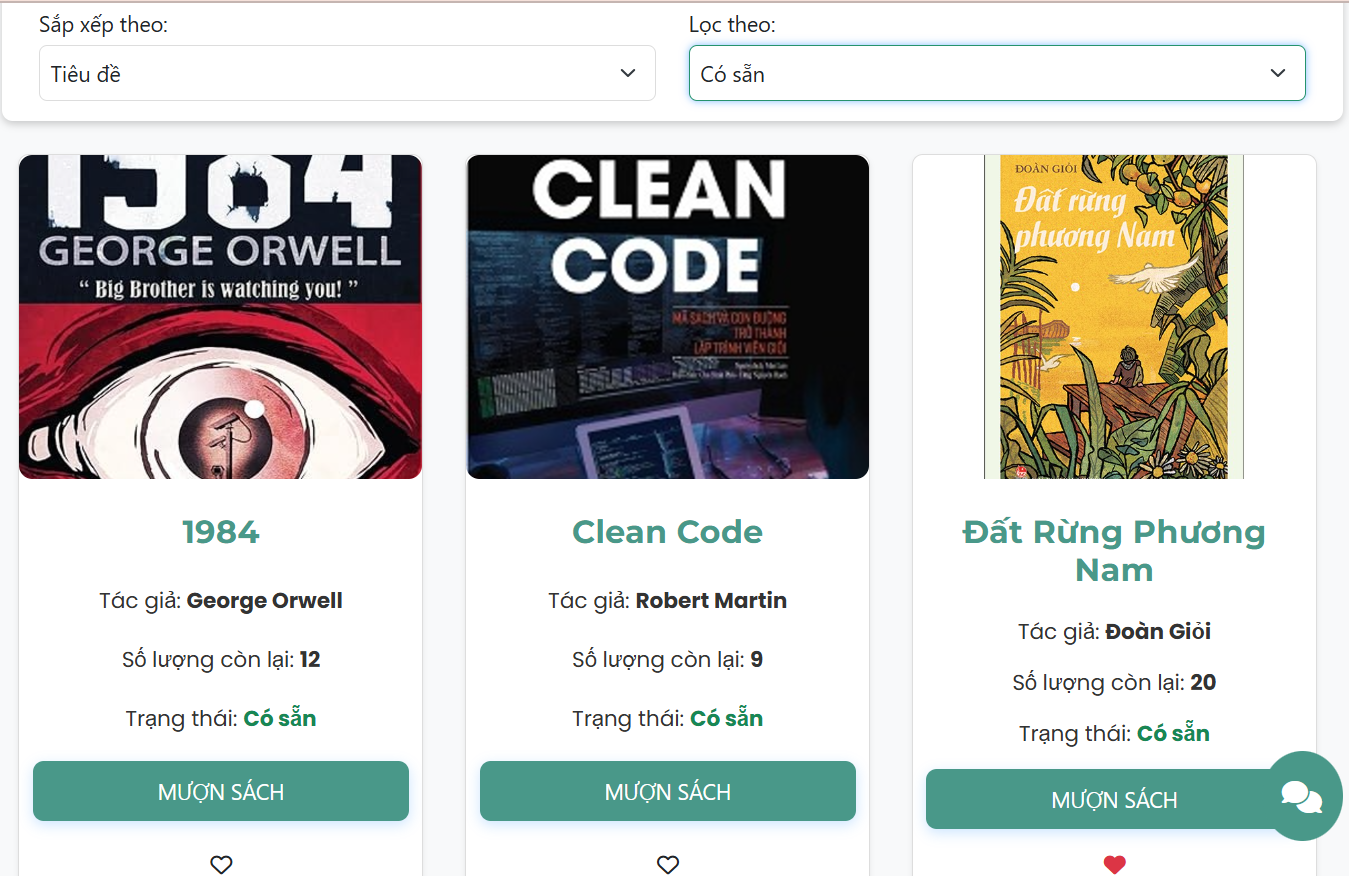 Sắp xếp theo:
Lọc theo:
Tiêu đề
Có sẵn
1984
GEORGE ORWELL
“ Big Brother is watching you! ”
CLEAN
CODE
MÃ SẠCH VÀ CON ĐƯỜNG
TRỞ THÀNH
LẬP TRÌNH VIÊN GIỎI
ĐOÀN GIỎI
Đất rừng
phương Nam
1984
Tác giả: George Orwell
Số lượng còn lại: 12
Trạng thái: Có sẵn
MƯỢN SÁCH
Clean Code
Tác giả: Robert Martin
Số lượng còn lại: 9
Trạng thái: Có sẵn
MƯỢN SÁCH
Đất Rừng Phương
Nam
Tác giả: Đoàn Giỏi
Số lượng còn lại: 20
Trạng thái: Có sẵn
MƯỢN SÁCH